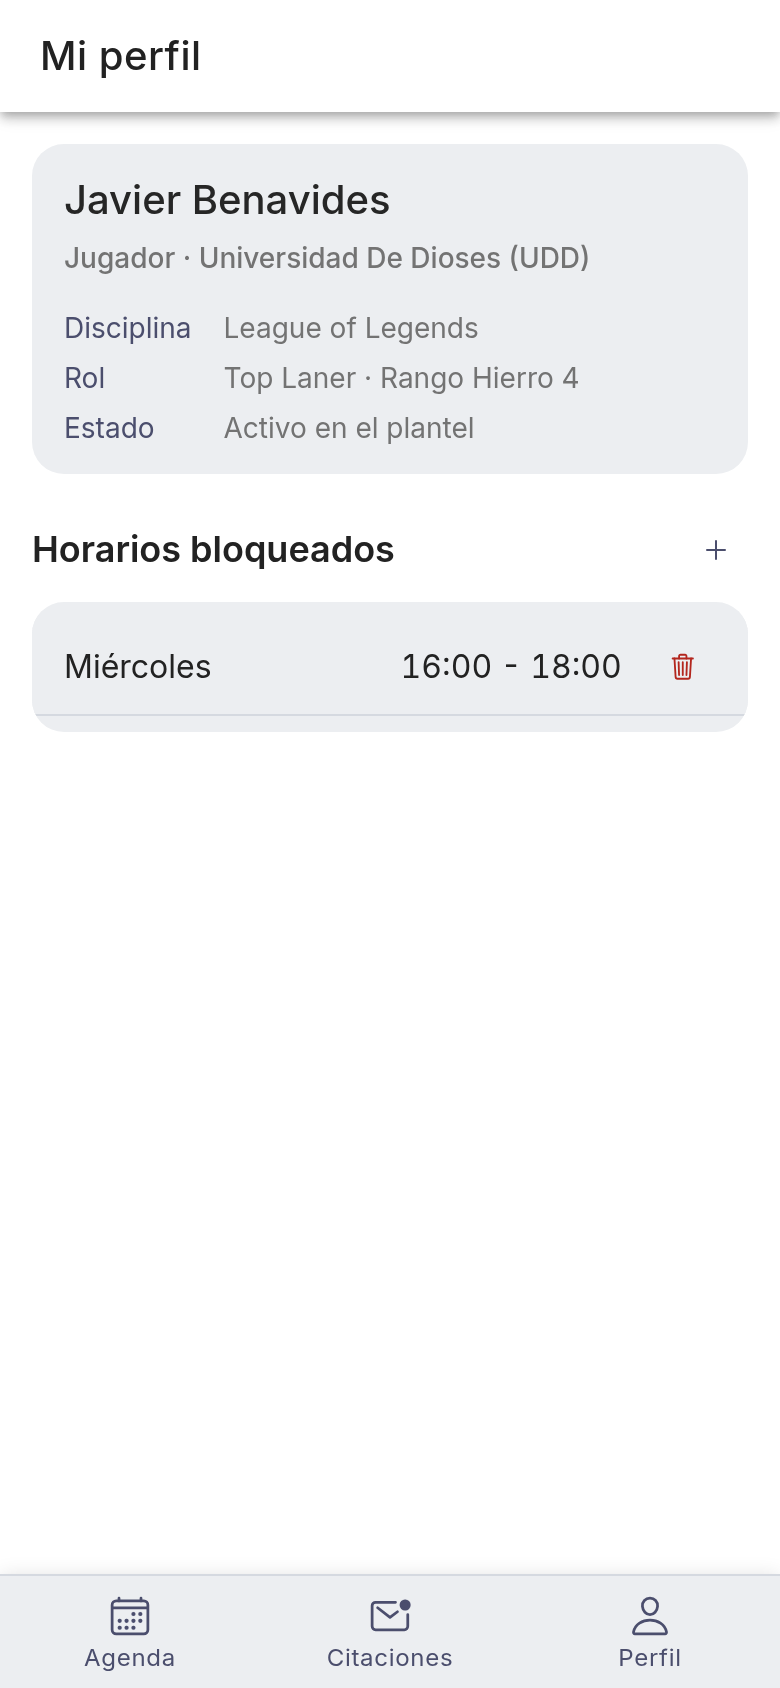 Mi perfil
Javier Benavides
Jugador · Universidad De Dioses (UDD)
Disciplina League of Legends
Rol Top Laner · Rango Hierro 4
Estado Activo en el plantel
Horarios bloqueados
Miércoles 16:00 - 18:00
Agenda Citaciones Perfil